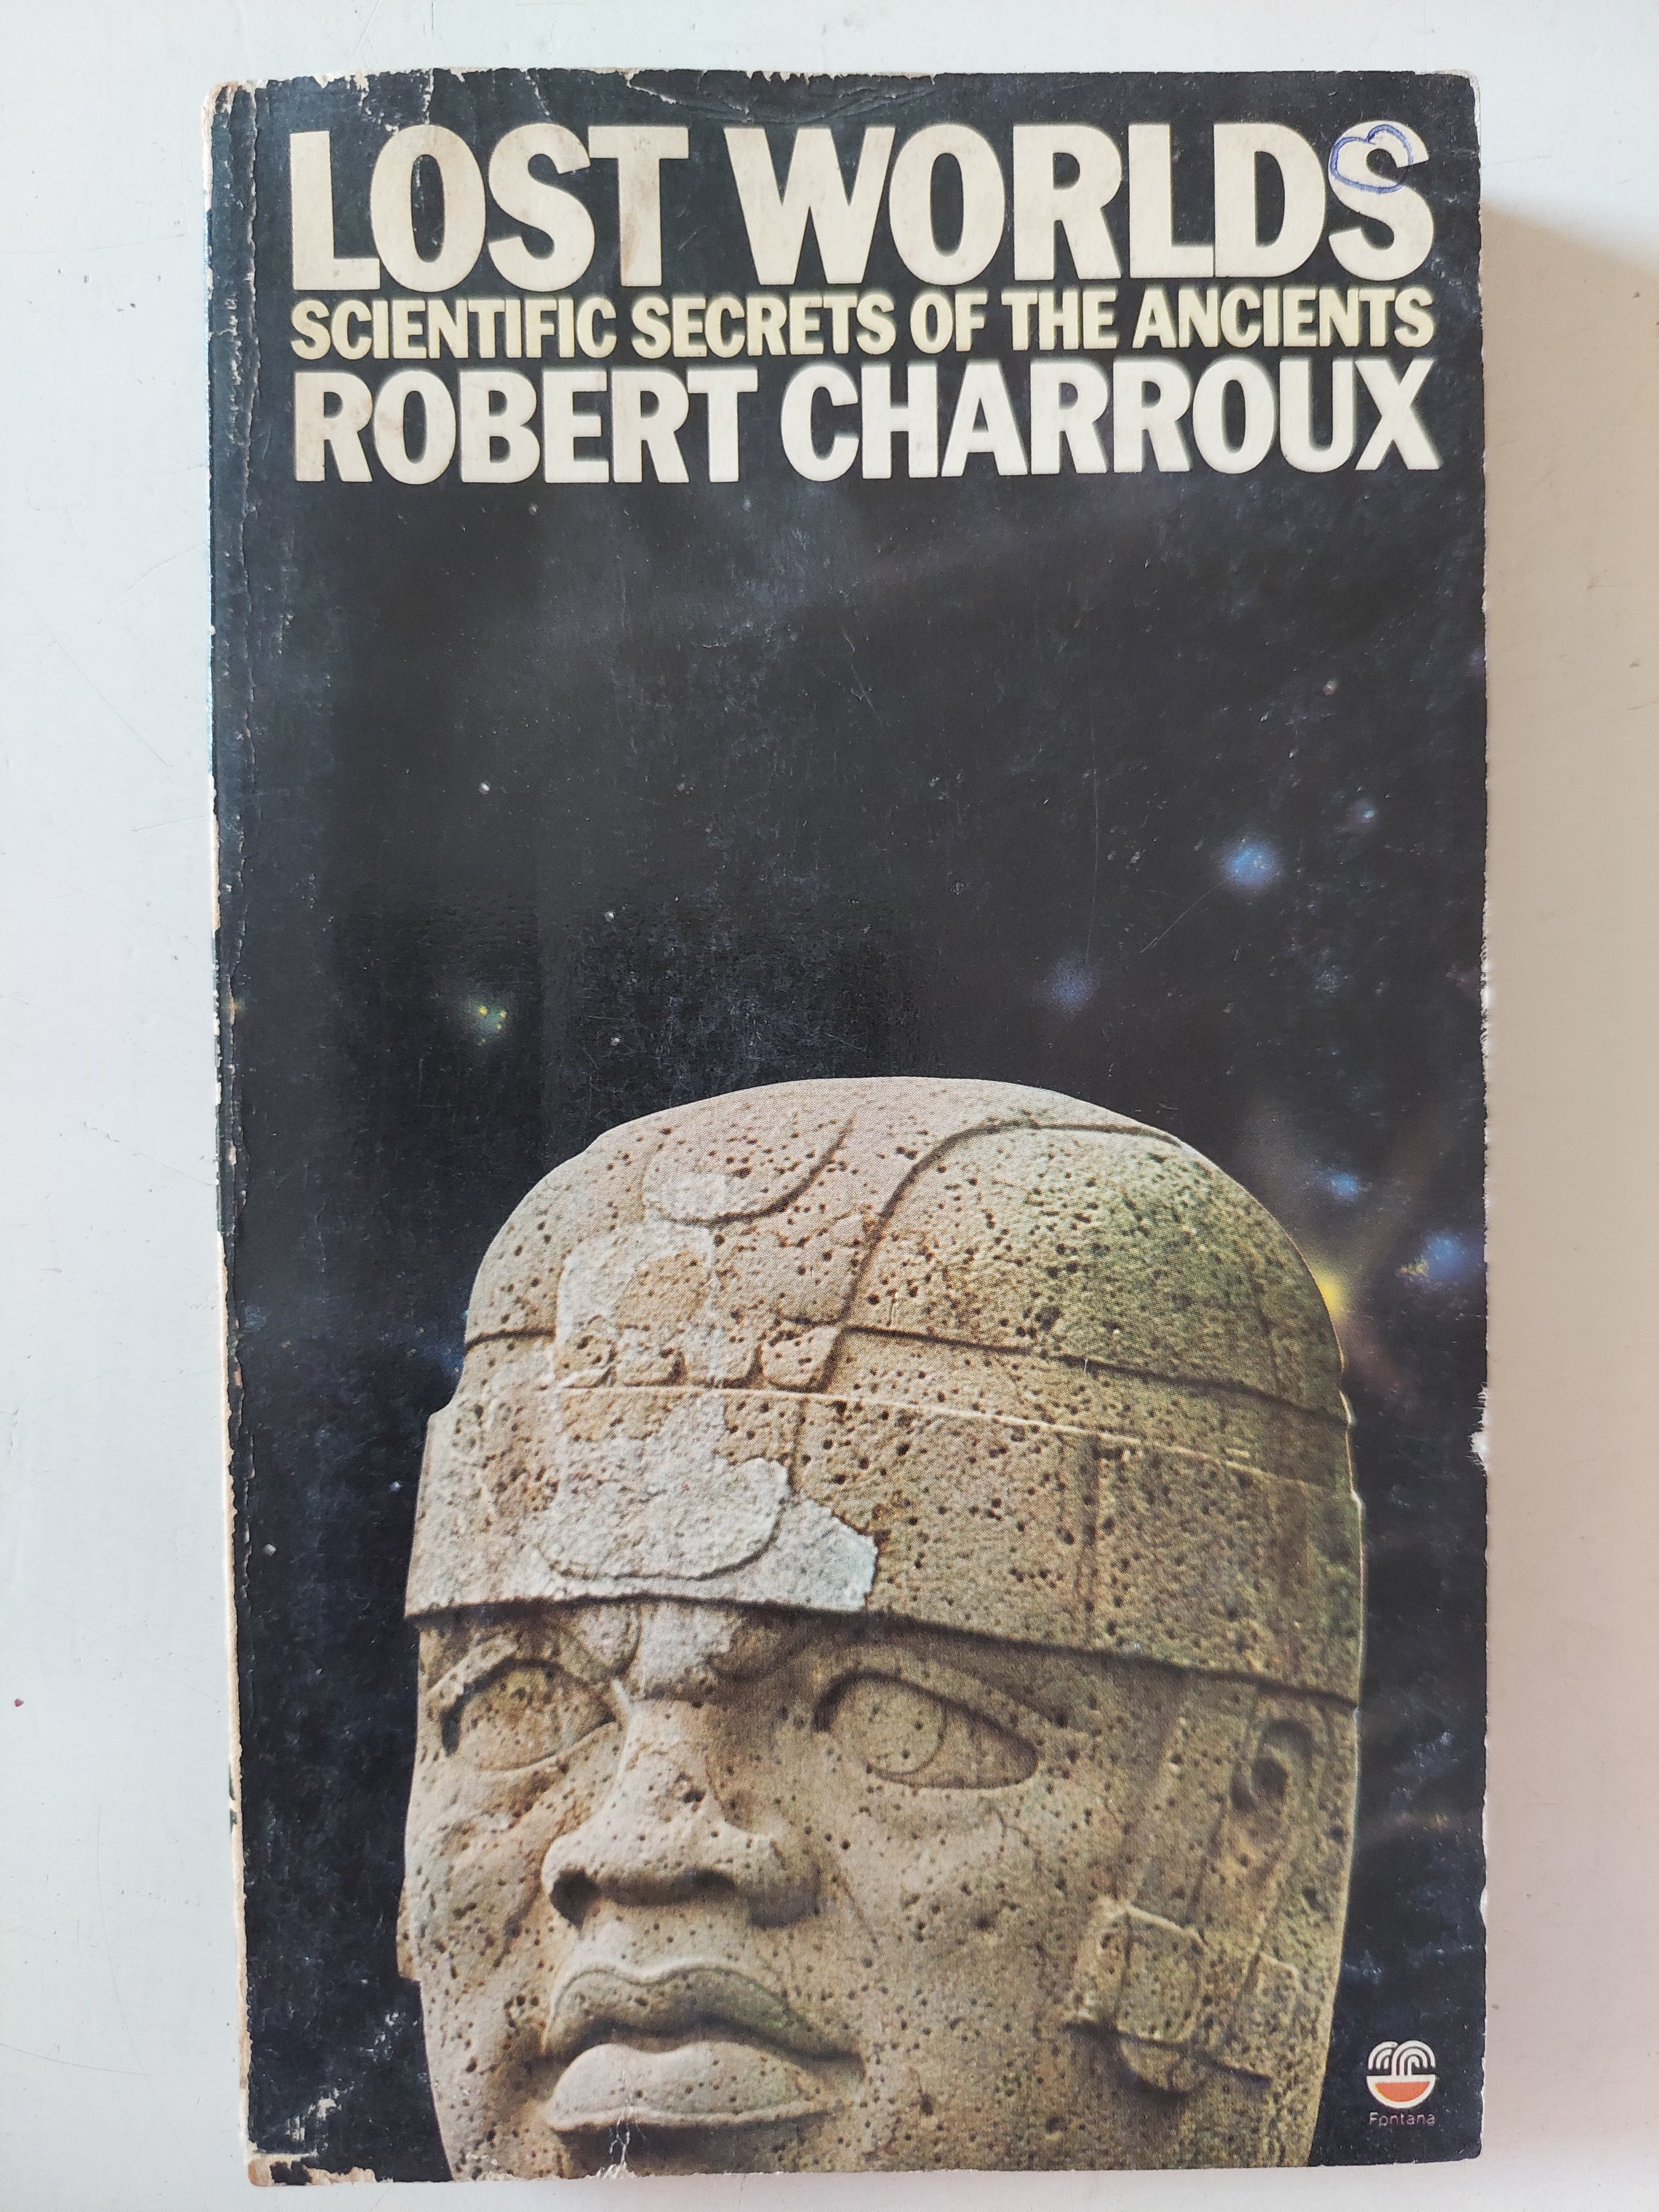 LOST WORLDS
SCIENTIFIC SECRETS OF THE ANCIENTS
ROBERT CHARROUX
Fontana